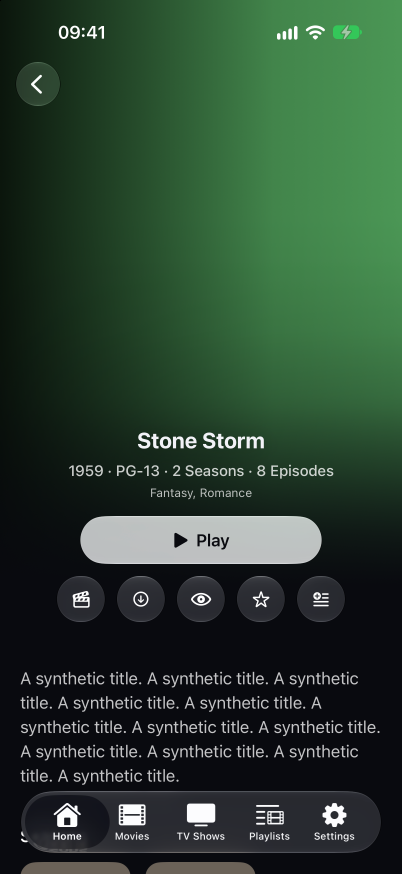 09:41
Stone Storm
1959 · PG-13 · 2 Seasons · 8 Episodes
Fantasy, Romance
Play
A synthetic title. A synthetic title. A synthetic
title. A synthetic title. A synthetic title. A
synthetic title. A synthetic title. A synthetic title.
A synthetic title. A synthetic title. A synthetic
title. A synthetic title.
Home
Movies
TV Shows
Playlists
Settings